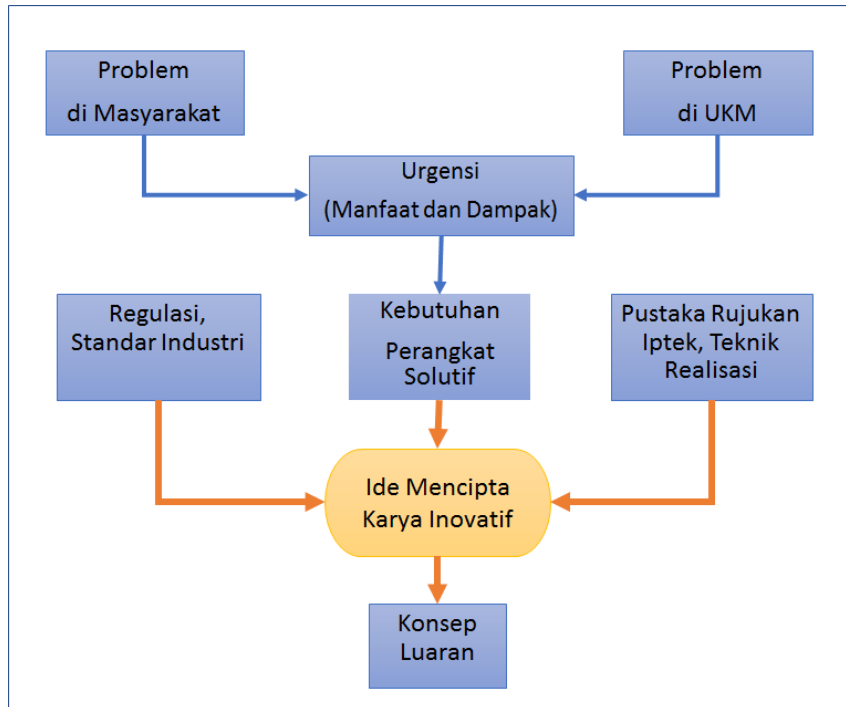 Problem
di Masyarakat
Problem
di UKM
Urgensi
(Manfaat dan Dampak)
Regulasi,
Standar Industri
Kebutuhan
Perangkat
Solutif
Pustaka Rujukan
Iptek, Teknik
Realisasi
Ide Mencipta
Karya Inovatif
Konsep
Luaran